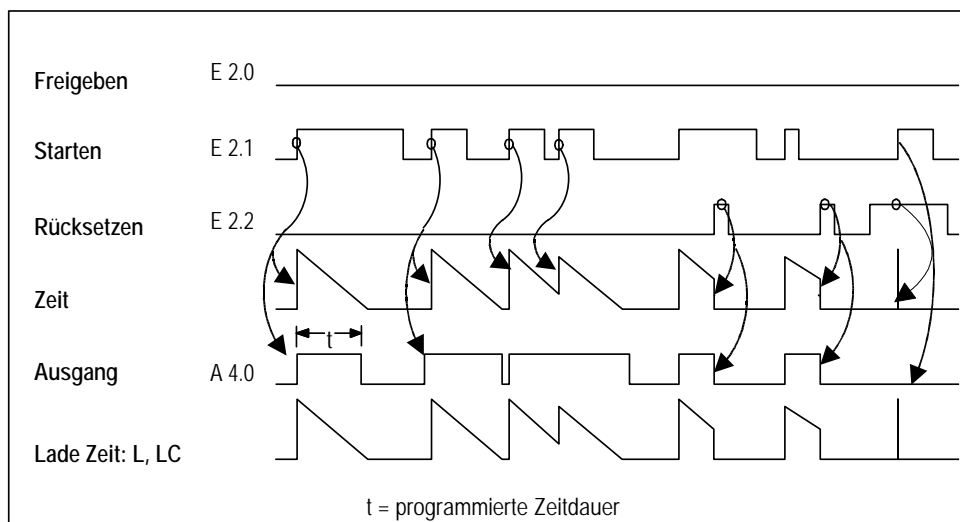 Freigeben E 2.0
Starten E 2.1
Rücksetzen E 2.2
Zeit
t
Ausgang A 4.0
Lade Zeit: L, LC
t = programmierte Zeitdauer